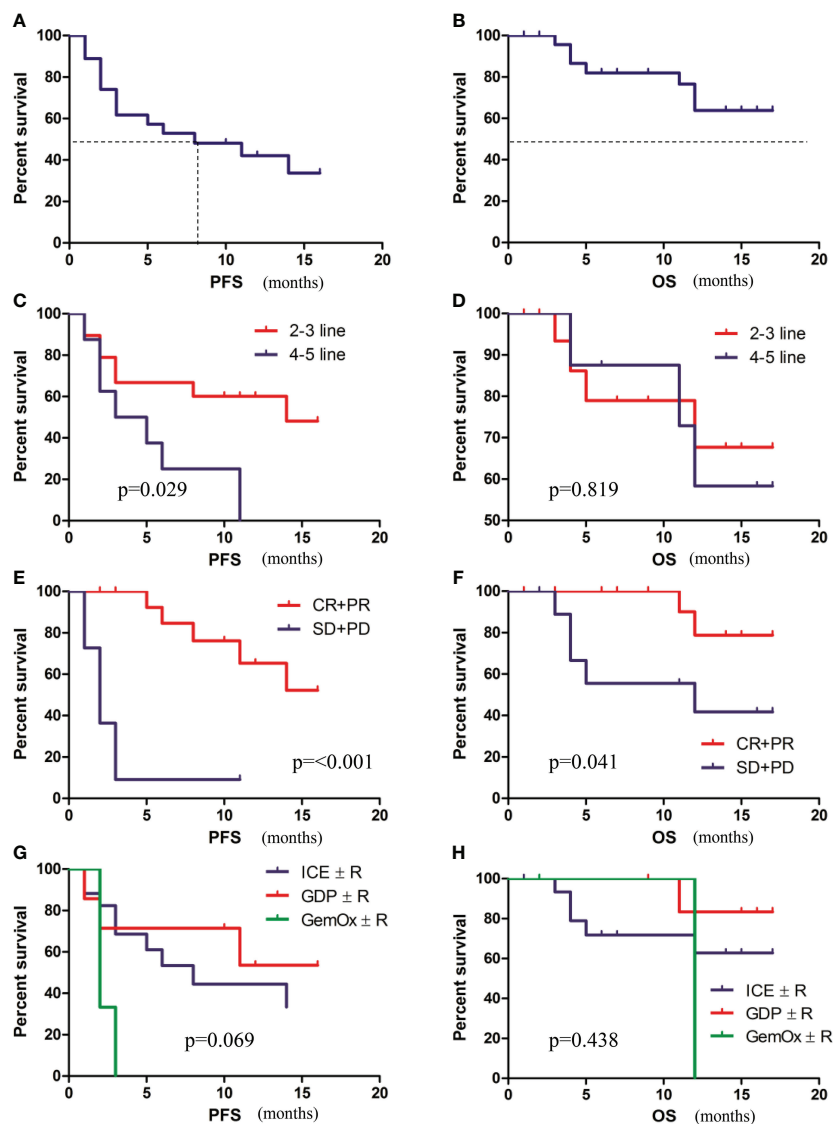 A
B
Percent survival
100
80
60
40
20
0
0
5
10
15
20
PFS (months)
Percent survival
100
80
60
40
20
0
0
5
10
15
20
OS (months)
C
D
Percent survival
100
80
60
40
20
0
2-3 line
4-5 line
p=0.029
0
5
10
15
20
PFS (months)
Percent survival
100
90
80
70
60
50
2-3 line
4-5 line
p=0.819
0
5
10
15
20
OS (months)
E
F
Percent survival
100
80
60
40
20
0
CR+PR
SD+PD
p=<0.001
0
5
10
15
20
PFS (months)
Percent survival
100
80
60
40
20
0
CR+PR
SD+PD
p=0.041
0
5
10
15
20
OS (months)
G
H
Percent survival
100
80
60
40
20
0
ICE ± R
GDP ± R
GemOx ± R
p=0.069
0
5
10
15
20
PFS (months)
Percent survival
100
80
60
40
20
0
ICE ± R
GDP ± R
GemOx ± R
p=0.438
0
5
10
15
20
OS (months)